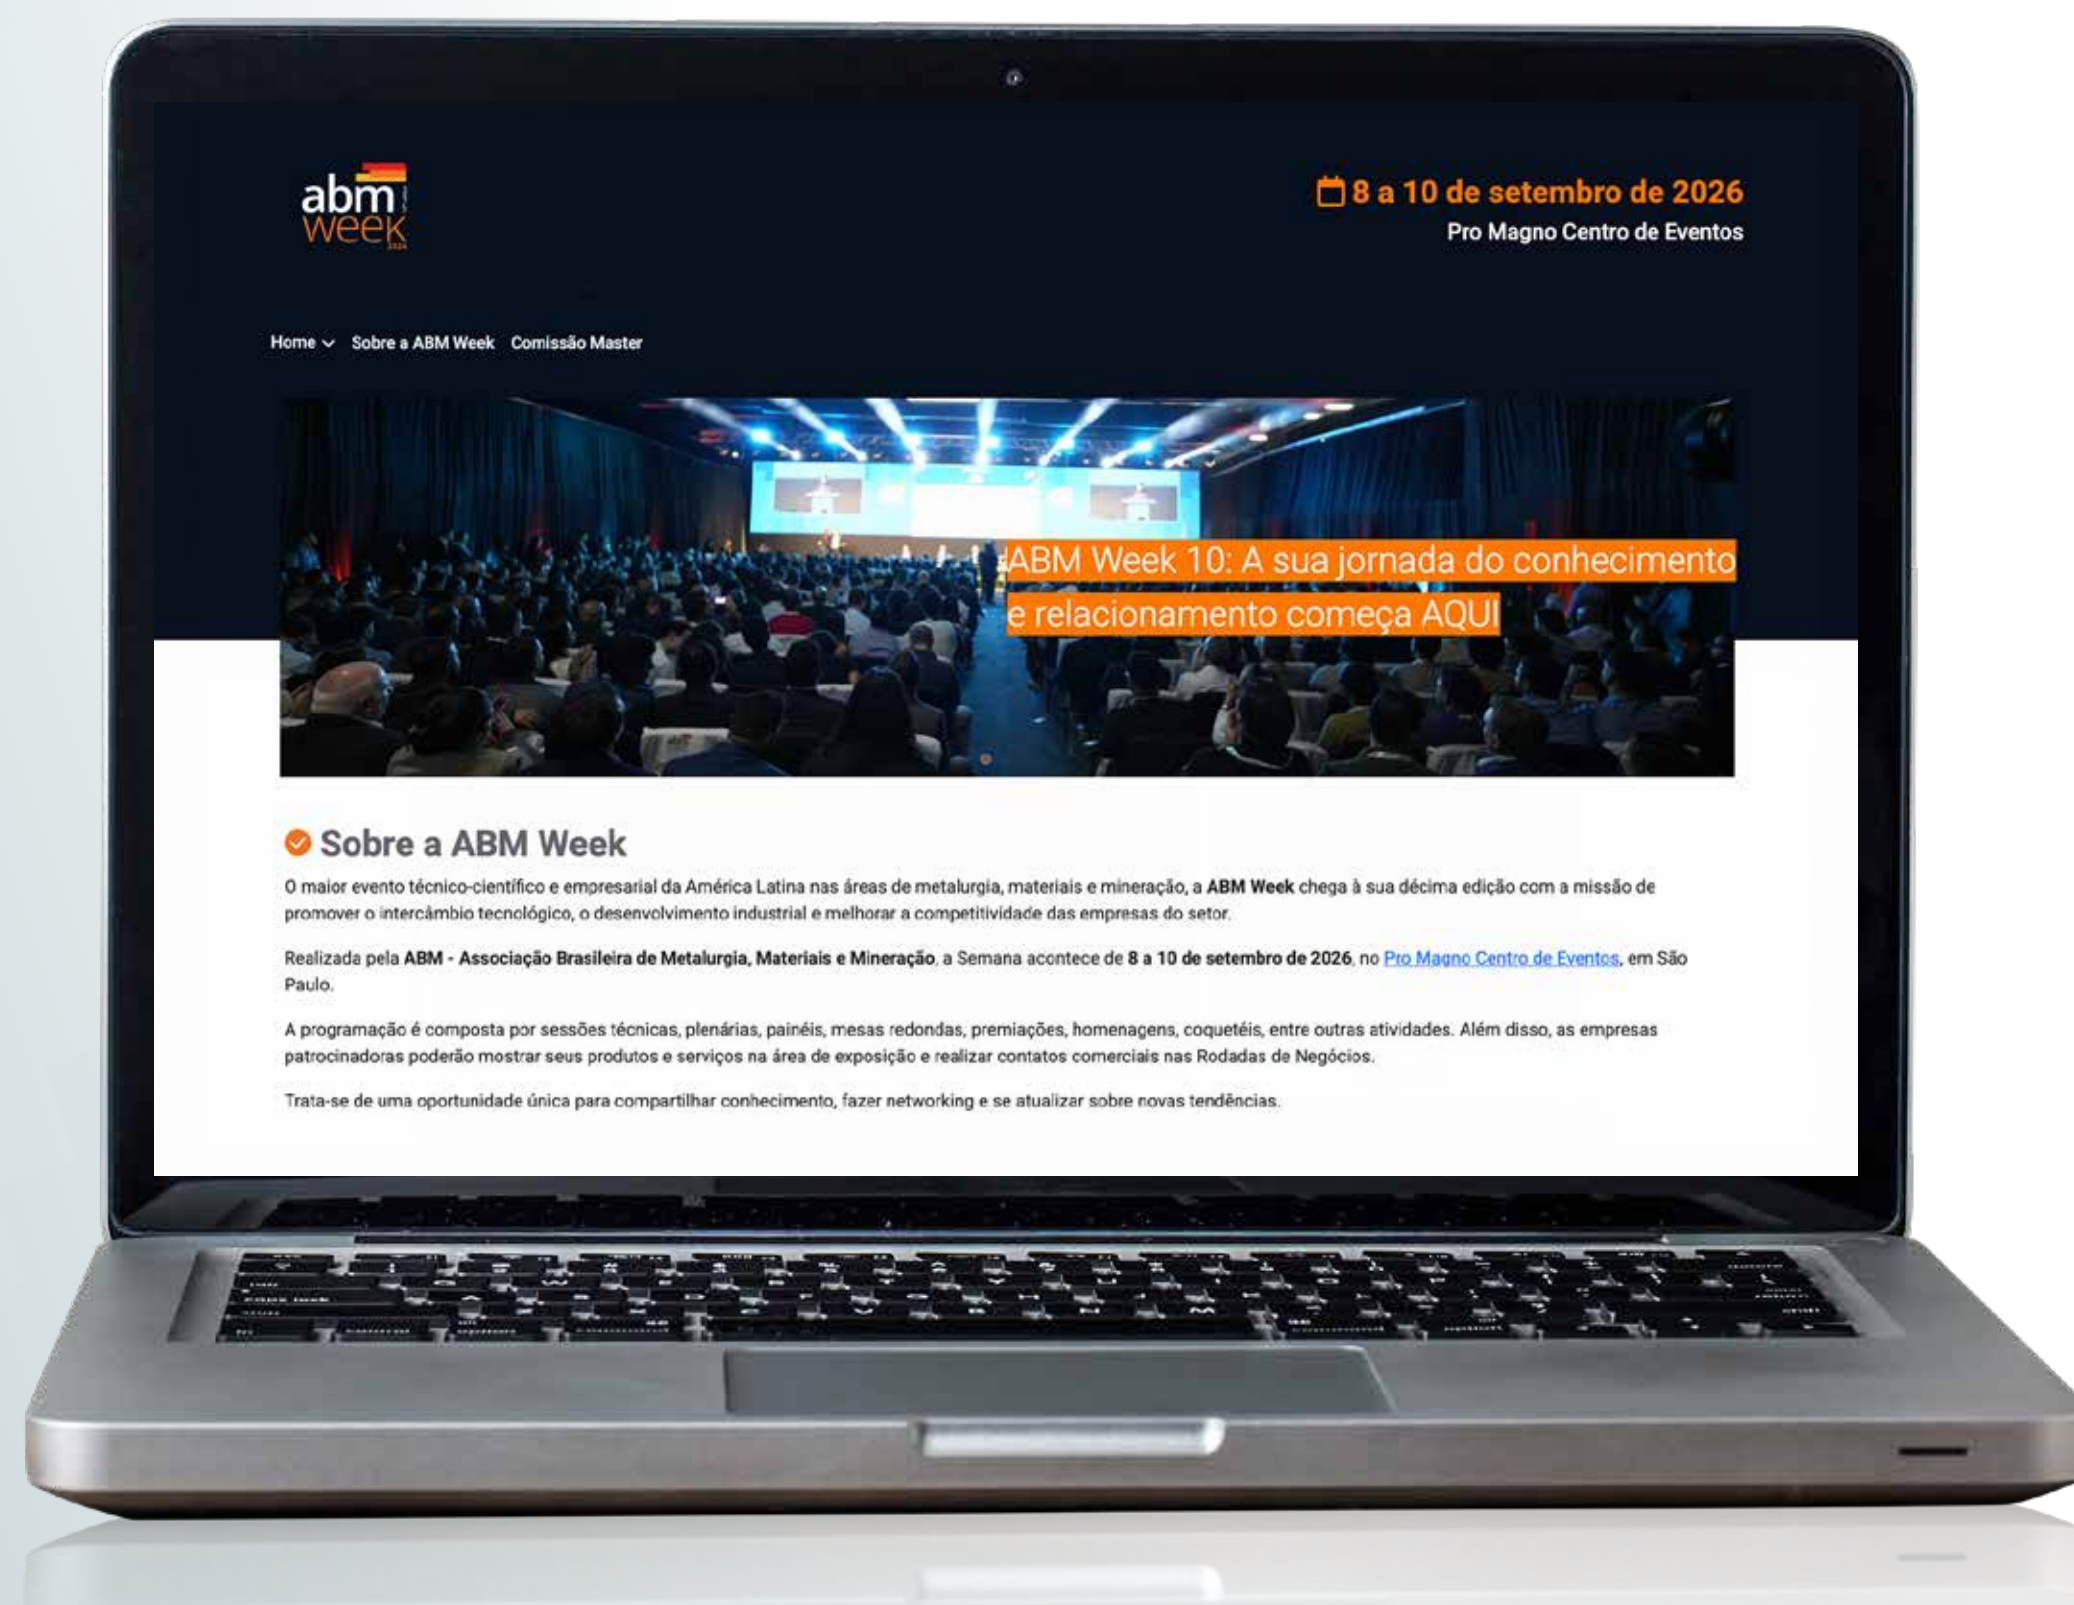 abm
week
8 a 10 de setembro de 2026
Pro Magno Centro de Eventos
Home Sobre a ABM Week Comissão Master
ABM Week 10: A sua jornada do conhecimento
e relacionamento começa AQUI
Sobre a ABM Week
O maior evento técnico-científico e empresarial da América Latina nas áreas de metalurgia, materiais e mineração, a ABM Week chega à sua décima edição com a missão de
promover o intercâmbio tecnológico, o desenvolvimento industrial e melhorar a competitividade das empresas do setor.
Realizada pela ABM - Associação Brasileira de Metalurgia, Materiais e Mineração, a Semana acontece de 8 a 10 de setembro de 2026, no Pro Magno Centro de Eventos, em São
Paulo.
A programação é composta por sessões técnicas, plenárias, painéis, mesas redondas, premiações, homenagens, coquetéis, entre outras atividades. Além disso, as empresas
patrocinadoras poderão mostrar seus produtos e serviços na área de exposição e realizar contatos comerciais nas Rodadas de Negócios.
Trata-se de uma oportunidade única para compartilhar conhecimento, fazer networking e se atualizar sobre novas tendências.